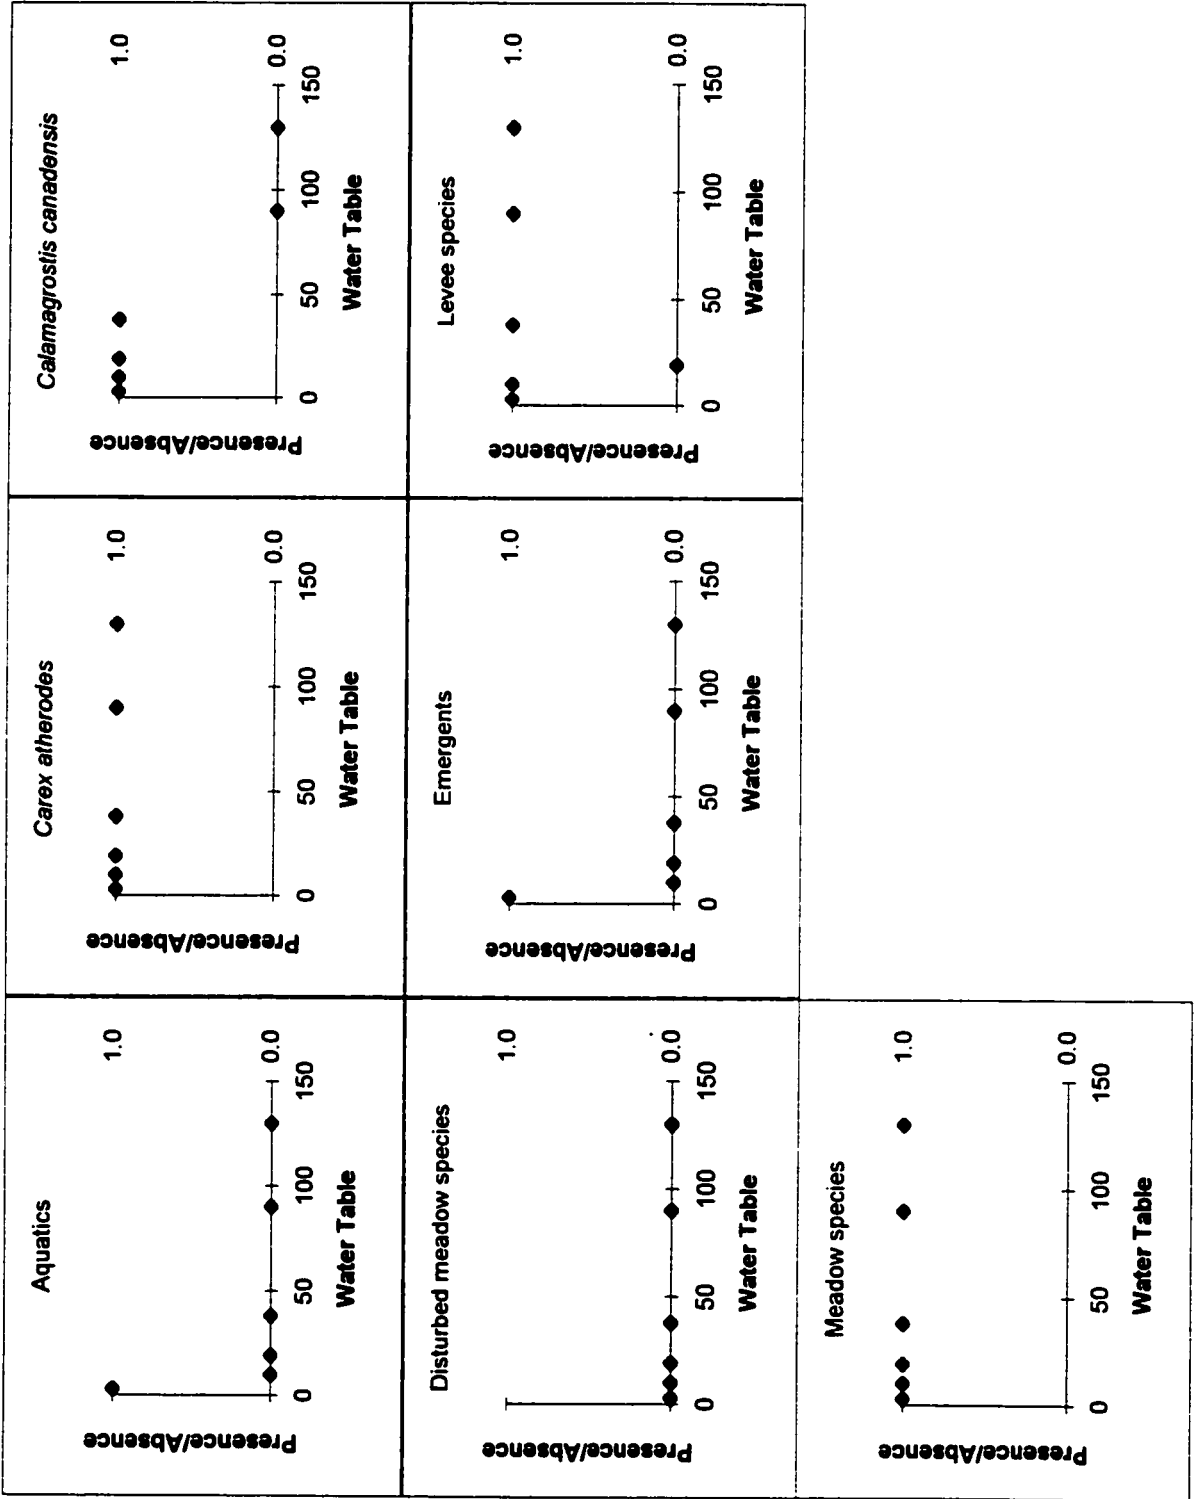 Aquatics
Presence/Absence
1.0
0.0
0
50
100
150
Water Table
Carex atherodes
Presence/Absence
1.0
0.0
0
50
100
150
Water Table
Calamagrostis canadensis
Presence/Absence
1.0
0.0
0
50
100
150
Water Table
Disturbed meadow species
Presence/Absence
1.0
0.0
0
50
100
150
Water Table
Emergents
Presence/Absence
1.0
0.0
0
50
100
150
Water Table
Levee species
Presence/Absence
1.0
0.0
0
50
100
150
Water Table
Meadow species
Presence/Absence
1.0
0.0
0
50
100
150
Water Table